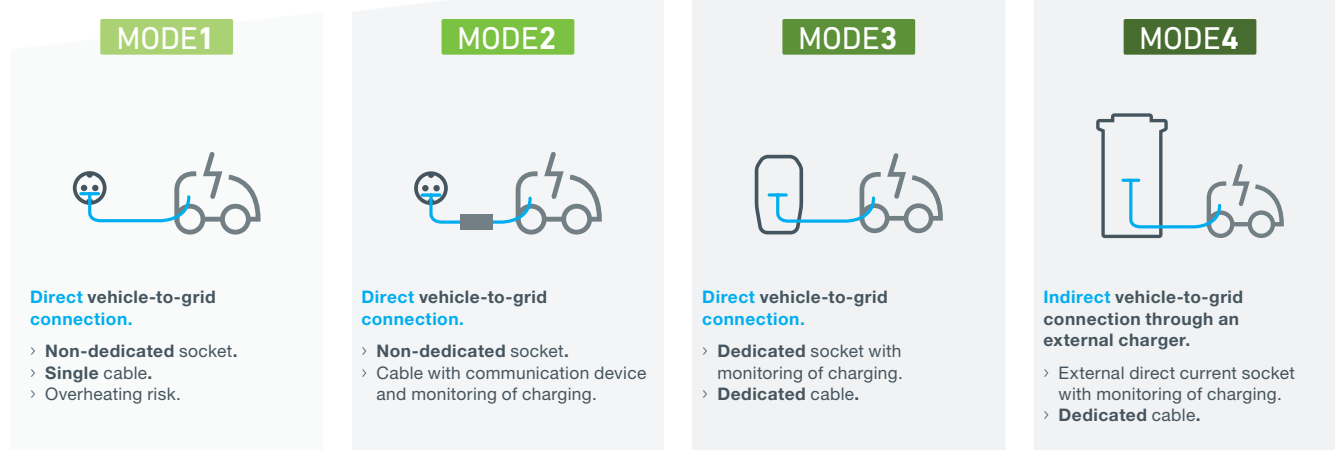 MODE1
Direct vehicle-to-grid
connection.
› Non-dedicated socket.
› Single cable.
› Overheating risk.
MODE2
Direct vehicle-to-grid
connection.
› Non-dedicated socket.
› Cable with communication device
and monitoring of charging.
MODE3
Direct vehicle-to-grid
connection.
› Dedicated socket with
monitoring of charging.
› Dedicated cable.
MODE4
Indirect vehicle-to-grid
connection through an
external charger.
› External direct current socket
with monitoring of charging.
› Dedicated cable.